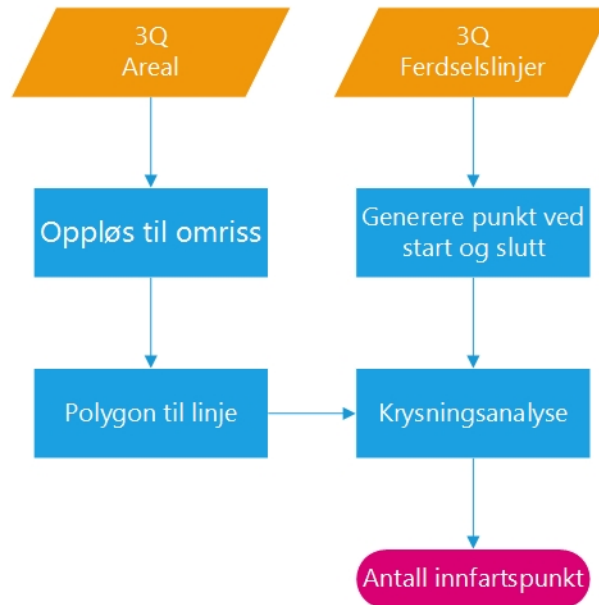 3Q
Areal
3Q
Ferdselslinjer
Oppløs til omriss
Generere punkt ved
start og slutt
Polygon til linje
Krysningsanalyse
Antall innfartspunkt